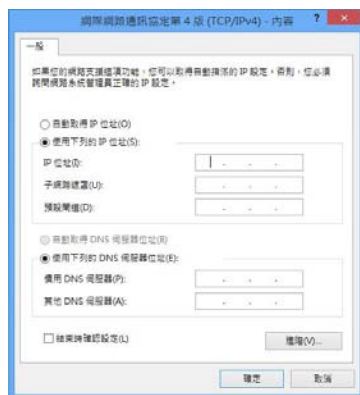 網際網路通訊協定第 4 版 (TCP/IPv4) - 內容
一般
如果您的網路支援這項功能，您可以取得自動指派的 IP 設定。否則，您必須
詢問網路系統管理員正確的 IP 設定。
自動取得 IP 位址(O)
使用下列的 IP 位址(S):
IP 位址(I):
子網路遮罩(U):
預設閘道(D):
自動取得 DNS 伺服器位址(B)
使用下列的 DNS 伺服器位址(E):
慣用 DNS 伺服器(P):
其他 DNS 伺服器(A):
結束時確認設定(L)
進階(V)...
確定
取消